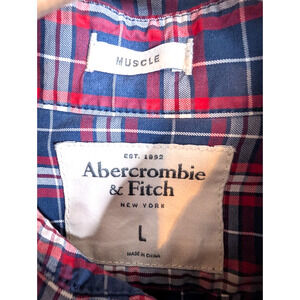 MUSCLE
EST. 1892
Abercrombie
& Fitch
NEW YORK
L
MADE IN CHINA